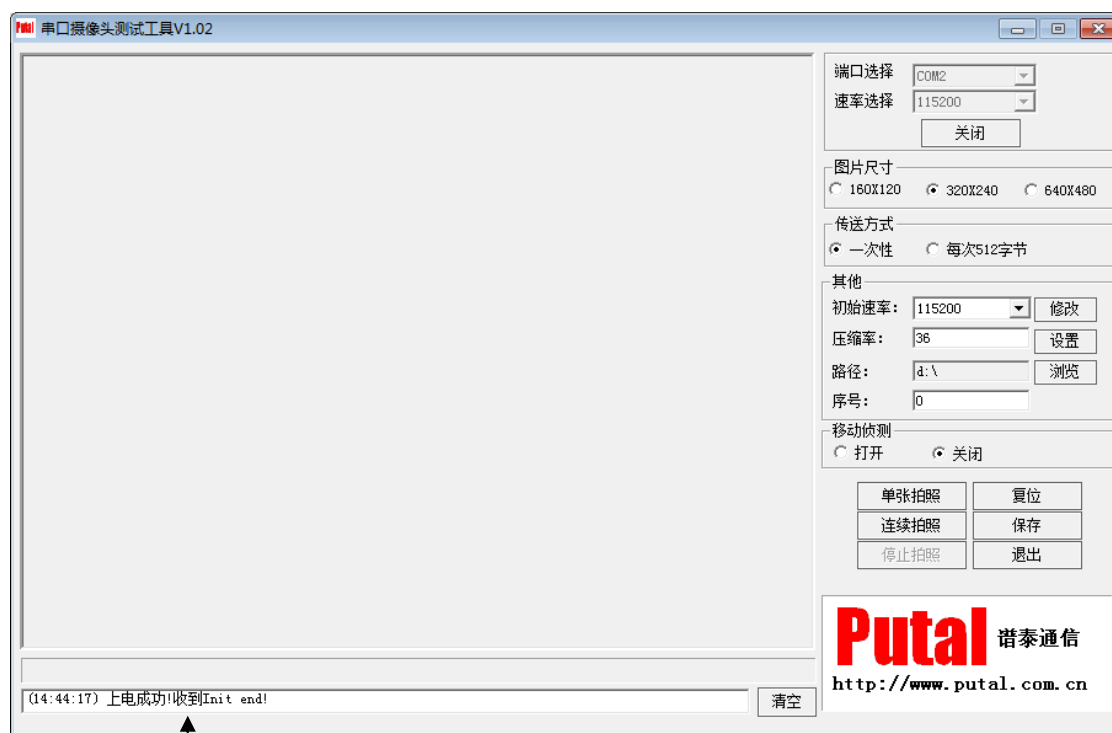 串口摄像头测试工具V1.02
端口选择 COM2
速率选择 115200
关闭
图片尺寸
160X120 320X240 640X480
传送方式
一次性 每次512字节
其他
初始速率： 115200 修改
压缩率： 36 设置
路径： d:\ 浏览
序号： 0
移动侦测
打开 关闭
单张拍照 复位
连续拍照 保存
停止拍照 退出
Putal 谱泰通信
http://www.putal.com.cn
(14:44:17) 上电成功!收到Init end! 清空